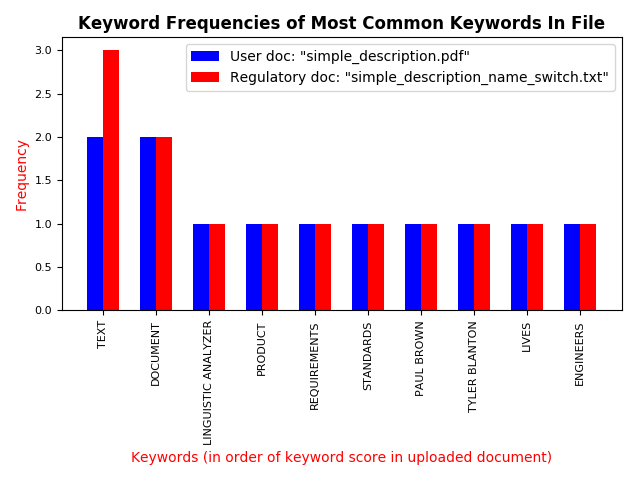 Keyword Frequencies of Most Common Keywords In File
User doc: "simple_description.pdf"
Regulatory doc: "simple_description_name_switch.txt"
Frequency
3.0
2.5
2.0
1.5
1.0
0.5
0.0
TEXT
DOCUMENT
LINGUISTIC ANALYZER
PRODUCT
REQUIREMENTS
STANDARDS
PAUL BROWN
TYLER BLANTON
LIVES
ENGINEERS
Keywords (in order of keyword score in uploaded document)